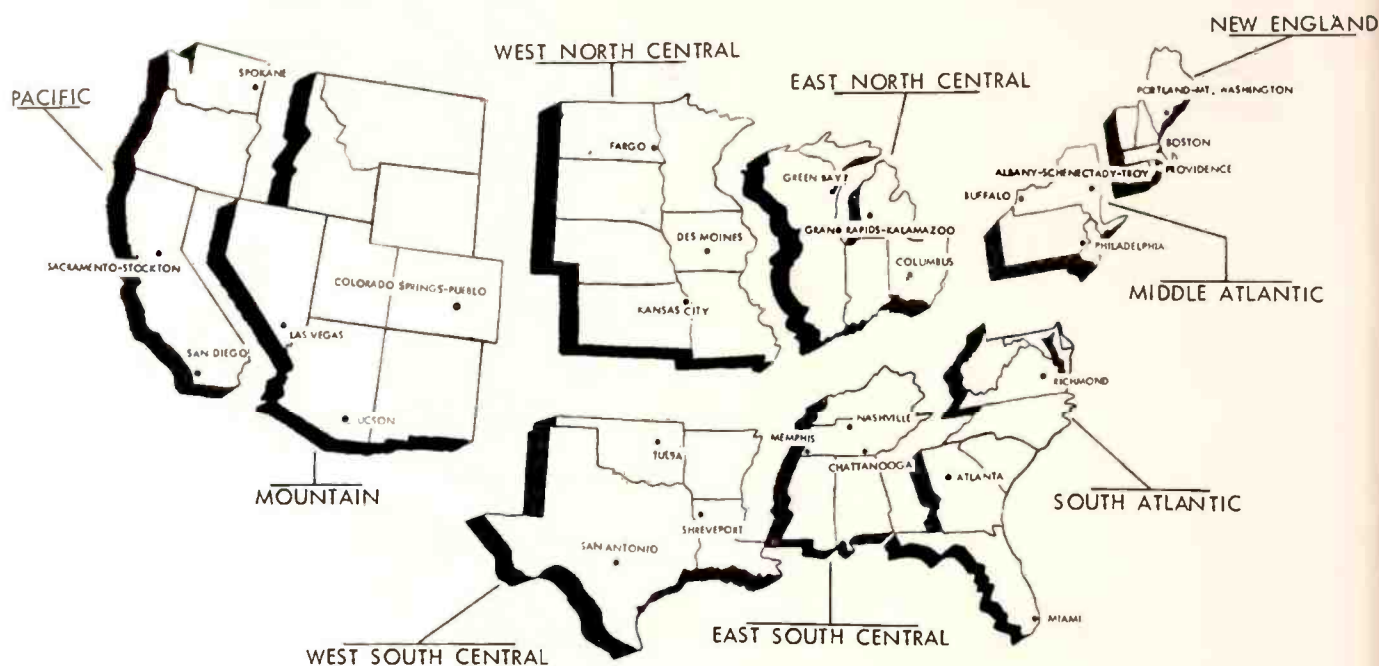 NEW ENGLAND
WEST NORTH CENTRAL
EAST NORTH CENTRAL
PACIFIC
SPOKANE
PORTLAND-MT. WASHINGTON
FARGO
BOSTON
PROVIDENCE
GREEN BAY
ALBANY-SCHENECTADY-TROY
BUFFALO
GRAND RAPIDS-KALAMAZOO
DES MOINES
PHILADELPHIA
SACRAMENTO-STOCKTON
COLUMBUS
COLORADO SPRINGS-PUEBLO
MIDDLE ATLANTIC
KANSAS CITY
LAS VEGAS
SAN DIEGO
RICHMOND
UCSON
NASHVILLE
MEMPHIS
TULSA
CHATTANOOGA
ATLANTA
MOUNTAIN
SOUTH ATLANTIC
SHREVEPORT
SAN ANTONIO
MIAMI
EAST SOUTH CENTRAL
WEST SOUTH CENTRAL